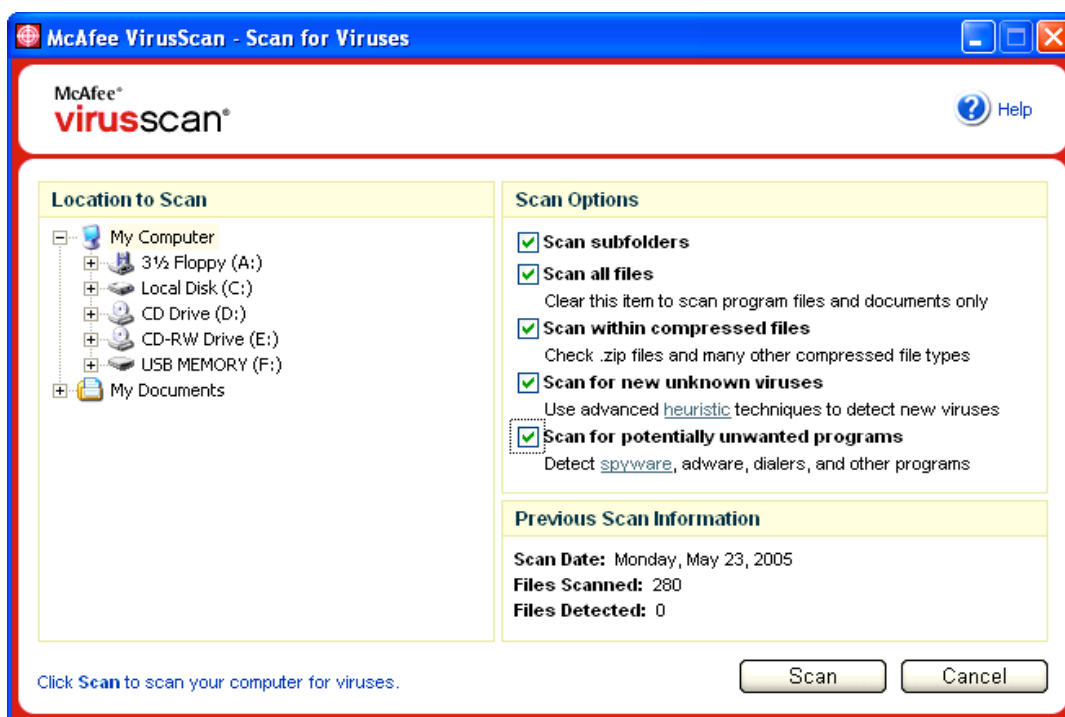 McAfee VirusScan - Scan for Viruses
McAfee®
virusscan®
Help
Location to Scan
My Computer
3½ Floppy (A:)
Local Disk (C:)
CD Drive (D:)
CD-RW Drive (E:)
USB MEMORY (F:)
My Documents
Scan Options
Scan subfolders
Scan all files
Clear this item to scan program files and documents only
Scan within compressed files
Check .zip files and many other compressed file types
Scan for new unknown viruses
Use advanced heuristic techniques to detect new viruses
Scan for potentially unwanted programs
Detect spyware, adware, dialers, and other programs
Previous Scan Information
Scan Date: Monday, May 23, 2005
Files Scanned: 280
Files Detected: 0
Click Scan to scan your computer for viruses.
Scan
Cancel